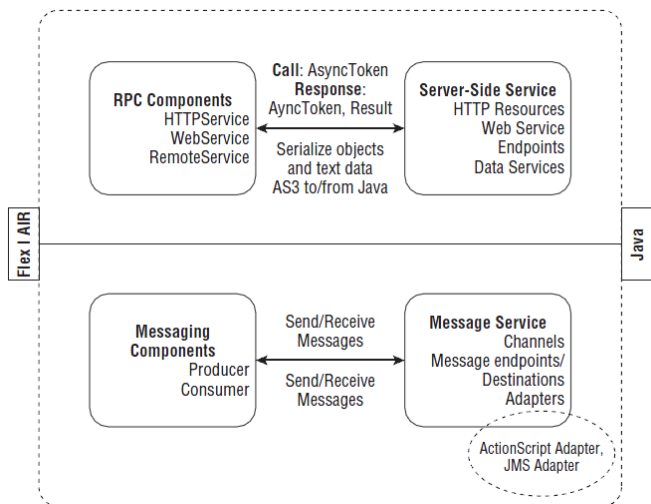 Call: AsyncToken
Response:
AyncToken, Result
Serialize objects
and text data
AS3 to/from Java
RPC Components
HTTPService
WebService
RemoteService
Server-Side Service
HTTP Resources
Web Service
Endpoints
Data Services
Flex I AIR
Java
Messaging
Components
Producer
Consumer
Send/Receive
Messages
Send/Receive
Messages
Message Service
Channels
Message endpoints/
Destinations
Adapters
ActionScript Adapter,
JMS Adapter